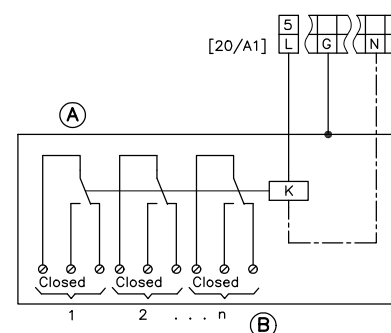 5
[20/A1] L G N
A
K
Closed Closed Closed
1 2 . . . n
B